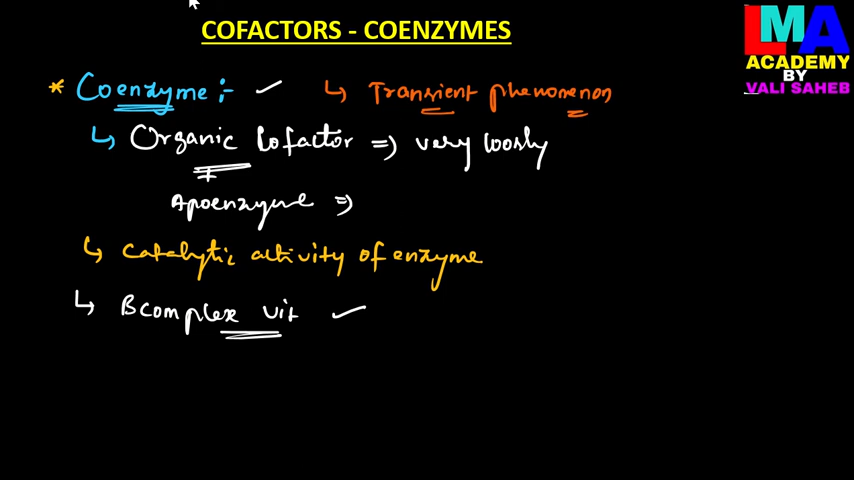 COFACTORS - COENZYMES
LMA
ACADEMY
BY
VALI SAHEB
* Coenzyme :- ✓ ↳ Transient phenomenon
↳ Organic Cofactor ⇒ very loosly
+
Apoenzyme ⇒
↳ Catalytic activity of enzyme
↳ Bcomplex vit ✓